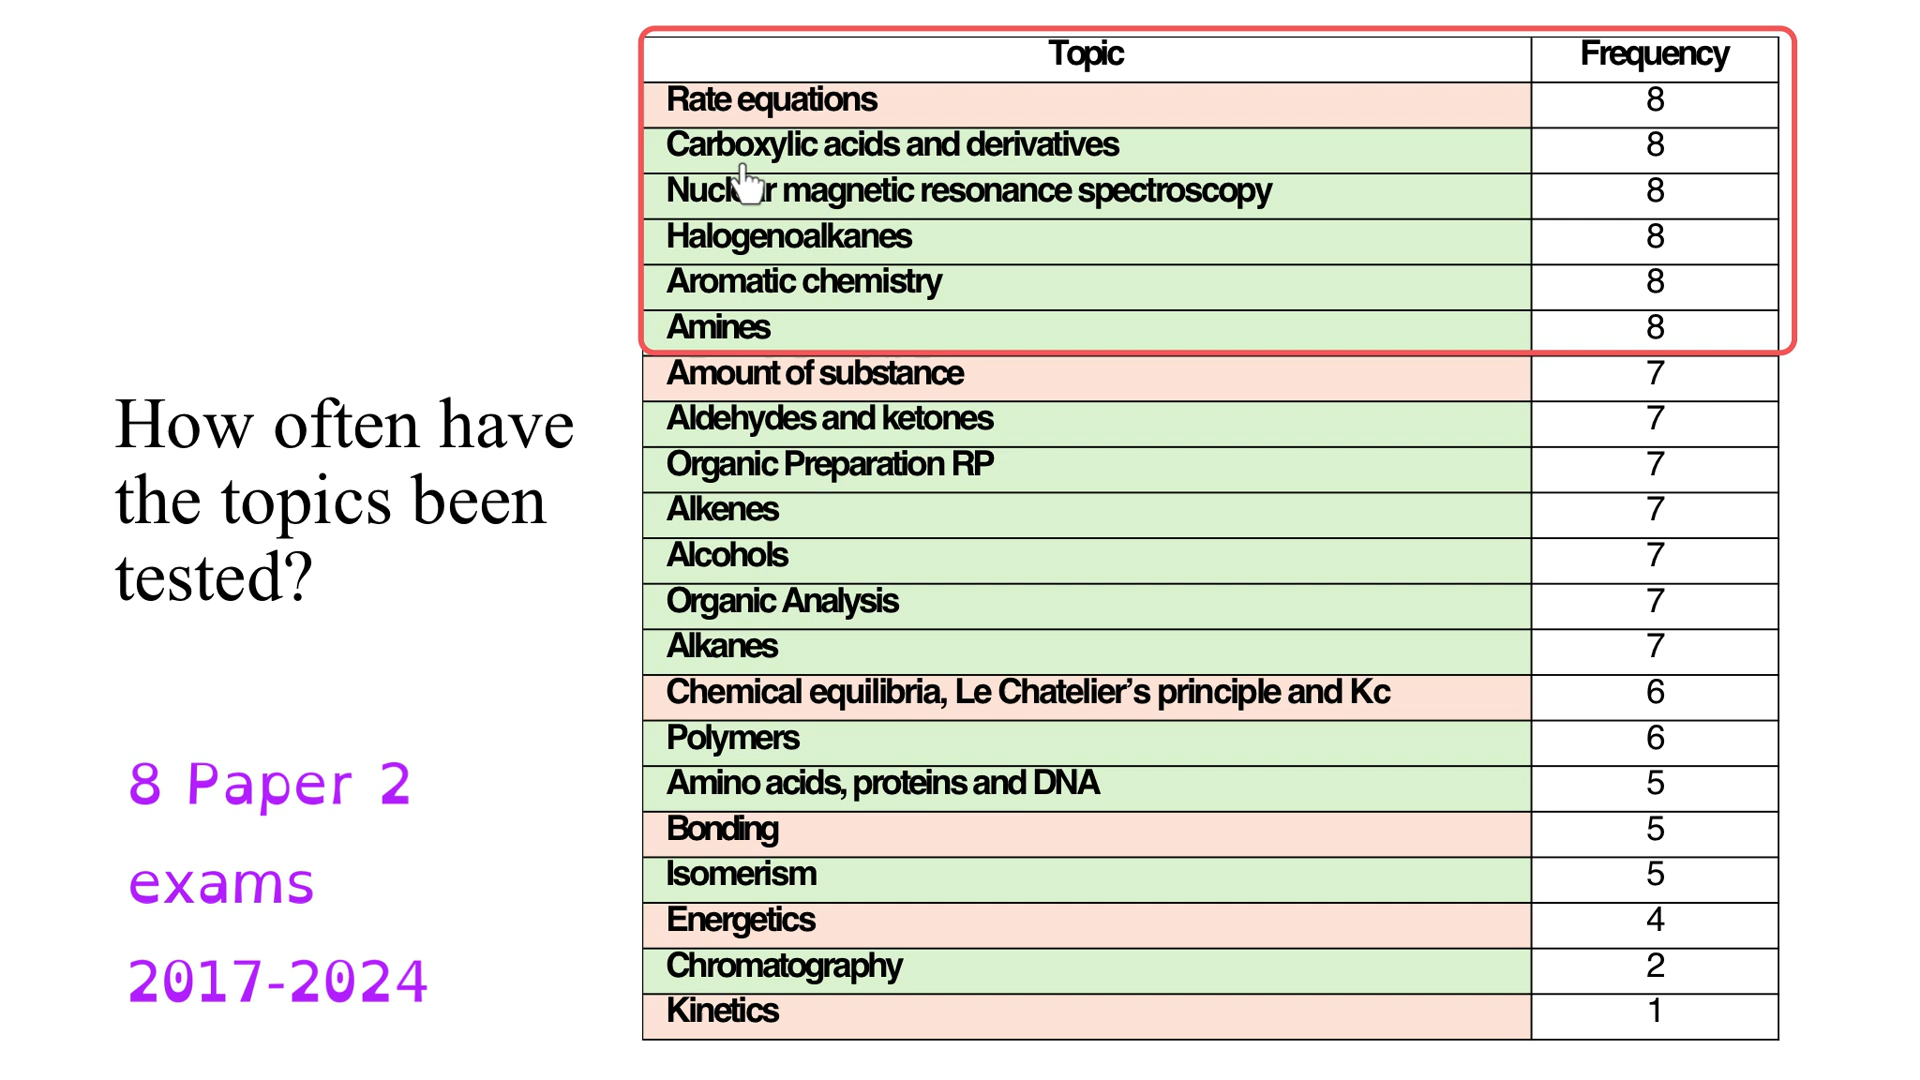 How often have
the topics been
tested?
8 Paper 2
exams
2017-2024
Topic Frequency
Rate equations 8
Carboxylic acids and derivatives 8
Nuclear magnetic resonance spectroscopy 8
Halogenoalkanes 8
Aromatic chemistry 8
Amines 8
Amount of substance 7
Aldehydes and ketones 7
Organic Preparation RP 7
Alkenes 7
Alcohols 7
Organic Analysis 7
Alkanes 7
Chemical equilibria, Le Chatelier’s principle and Kc 6
Polymers 6
Amino acids, proteins and DNA 5
Bonding 5
Isomerism 5
Energetics 4
Chromatography 2
Kinetics 1